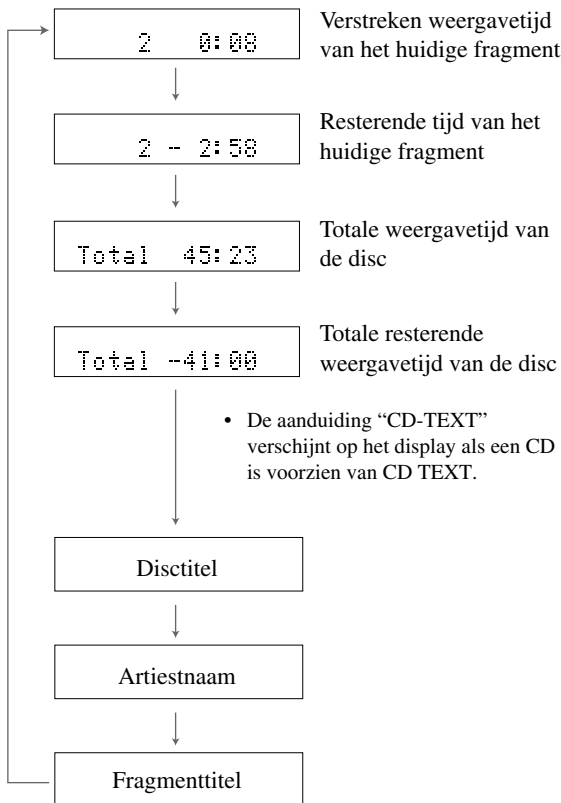 2 0:08
Verstreken weergavetijd
van het huidige fragment
2 - 2:58
Resterende tijd van het
huidige fragment
Total 45:23
Totale weergavetijd van
de disc
Total -41:00
Totale resterende
weergavetijd van de disc
• De aanduiding “CD-TEXT”
verschijnt op het display als een CD
is voorzien van CD TEXT.
Disctitel
Artiestnaam
Fragmenttitel